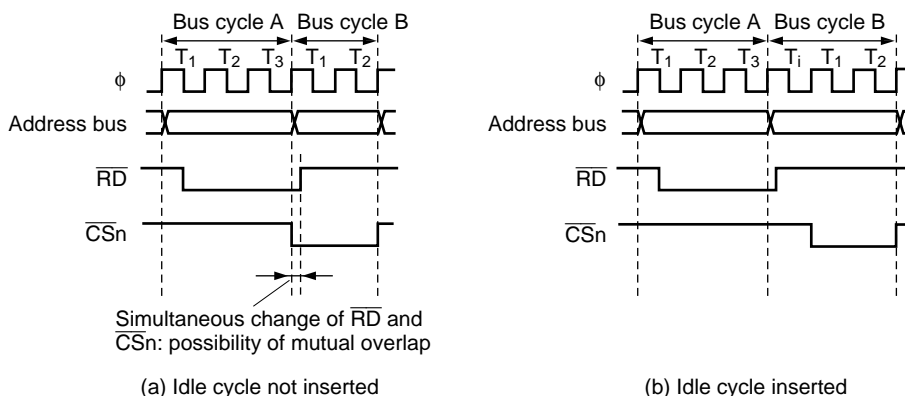 Bus cycle A Bus cycle B
T1 T2 T3 T1 T2
φ
Address bus
RD
CSn
Simultaneous change of RD and
CSn: possibility of mutual overlap
(a) Idle cycle not inserted
Bus cycle A Bus cycle B
T1 T2 T3 Ti T1 T2
φ
Address bus
RD
CSn
(b) Idle cycle inserted